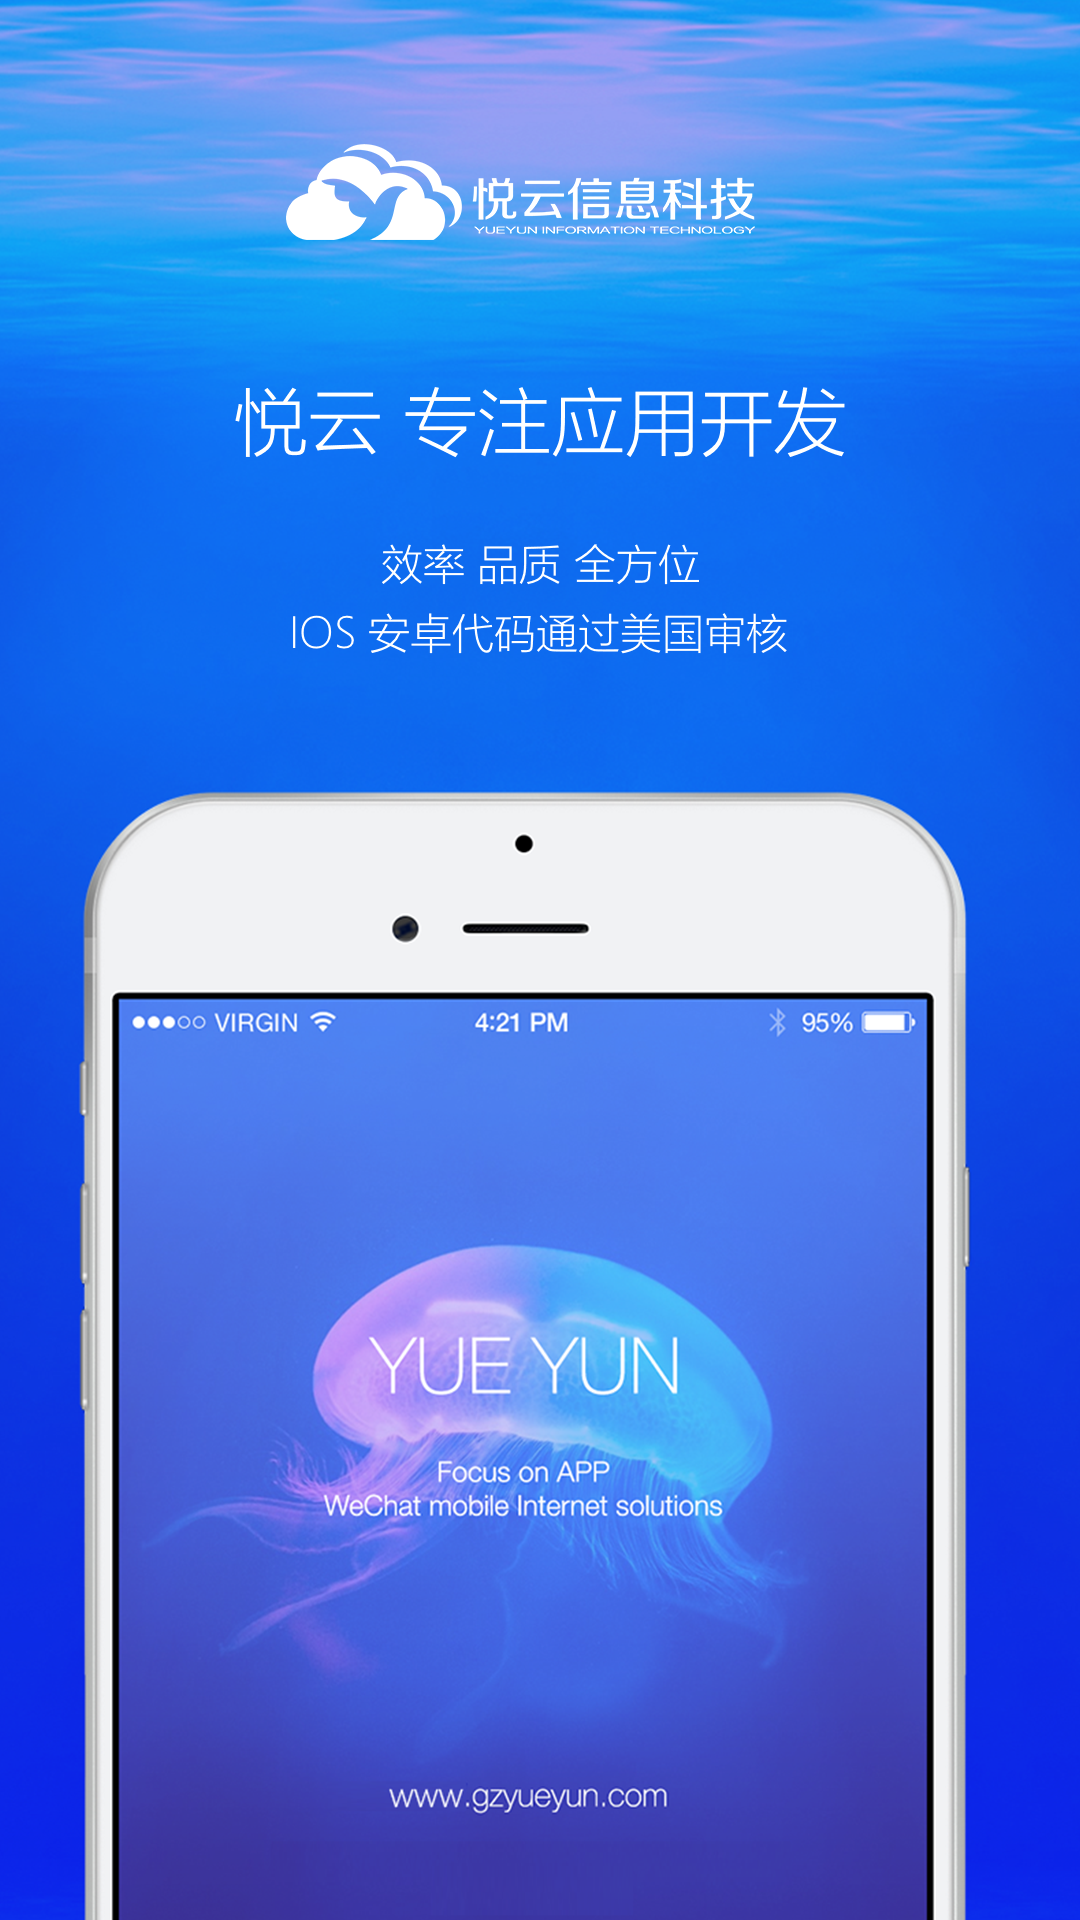 悦云信息科技
YUEYUN INFORMATION TECHNOLOGY
悦云 专注应用开发
效率 品质 全方位
IOS 安卓代码通过美国审核
VIRGIN 4:21 PM 95%
YUE YUN
Focus on APP
WeChat mobile Internet solutions
www.gzyueyun.com